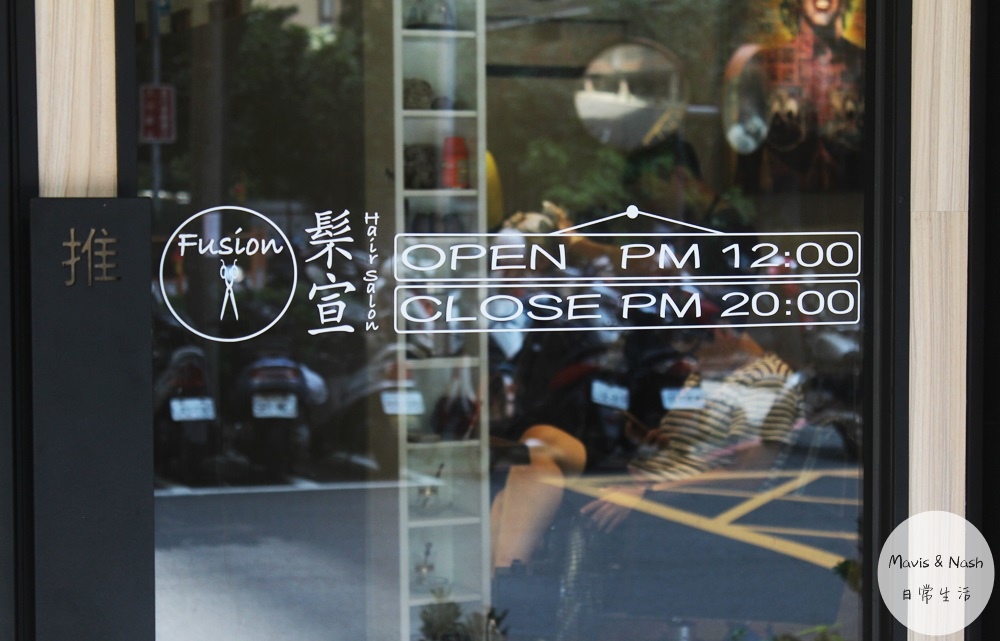 推
Fusion
髹宣
Hair Salon
OPEN PM 12:00
CLOSE PM 20:00
Mavis & Nash
日常生活